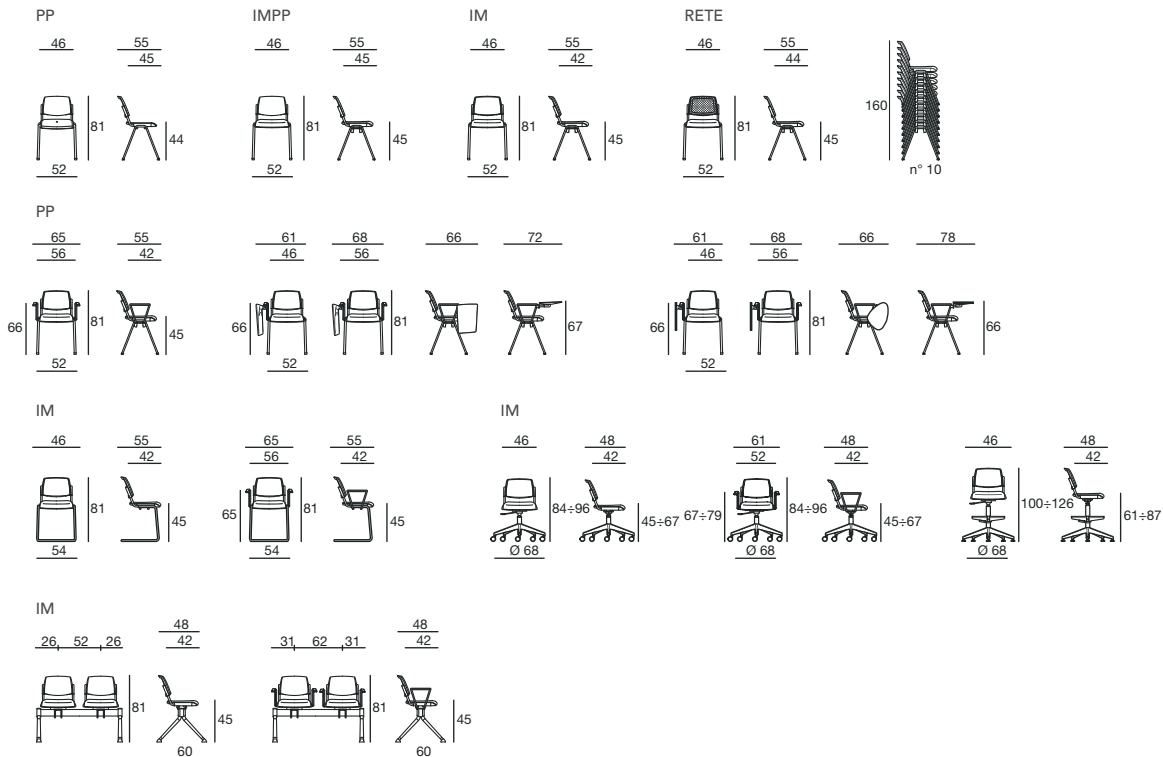 PP IMPP IM RETE
46 55 46 55 46 55 46 55
45 45 42 44
160
81 44 81 45 81 45 81 45
52 52 52 52 n° 10
PP
65 55 61 68 66 72 61 68 66 78
56 42 46 56 46 56
66 81 45 66 81 67 66 81 66
52 52 52
IM IM
46 55 65 55 46 48 61 48 46 48
42 56 42 42 52 42 42
81 45 65 81 45 84÷96 45÷67 67÷79 84÷96 45÷67 100÷126 61÷87
54 54 Ø 68 Ø 68 Ø 68
IM
48 48
26 52 26 42 31 62 31 42
81 45 81 45
60 60